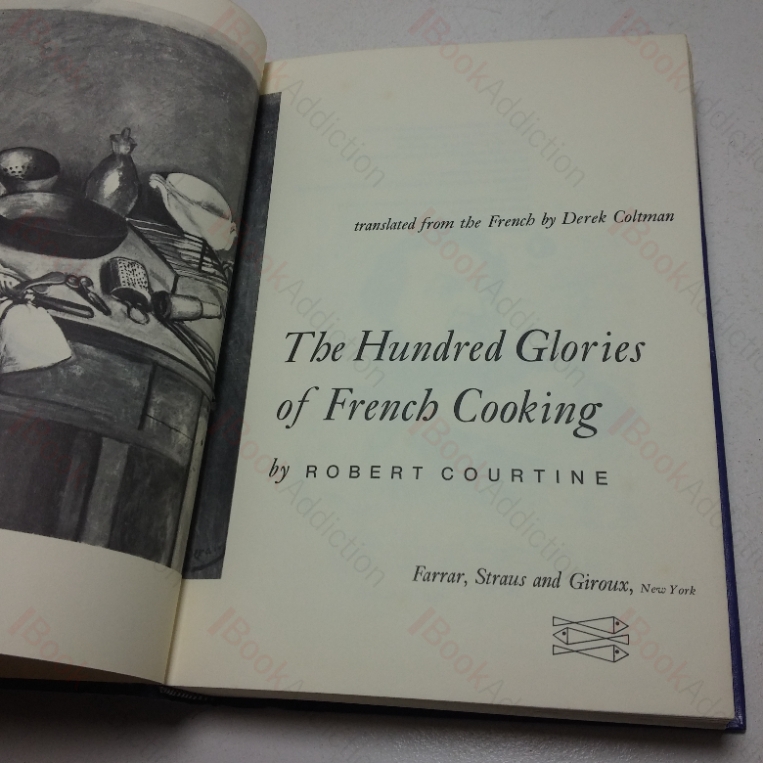 translated from the French by Derek Coltman
The Hundred Glories
of French Cooking
by ROBERT COURTINE
Farrar, Straus and Giroux, New York
BookAddiction